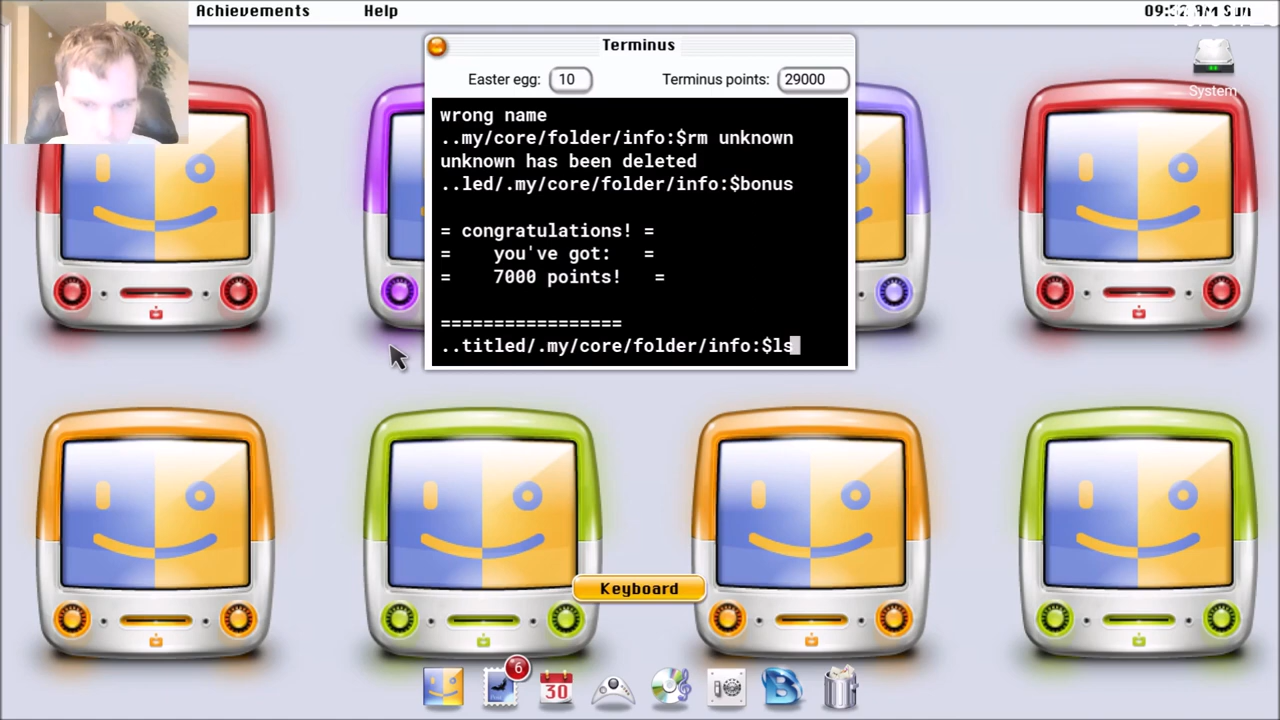 Achievements Help
Terminus
Easteregg: 10 Terminus points: 29000
System
wrong name
..my/core/folder/info:$rm unknown
unknown has been deleted
..led/.my/core/folder/info:$bonus
= congratulations! =
= you've got: =
= 7000 points! =
=================
..titled/.my/core/folder/info:$ls
Keyboard
6
30